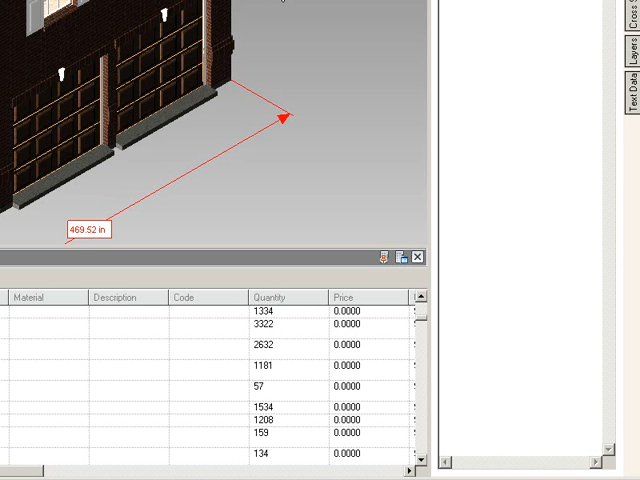 Cross S
Layers
Text Data
469.52 in
Material Description Code Quantity Price
1334 0.0000
3322 0.0000
2632 0.0000
1181 0.0000
57 0.0000
1534 0.0000
1208 0.0000
159 0.0000
134 0.0000